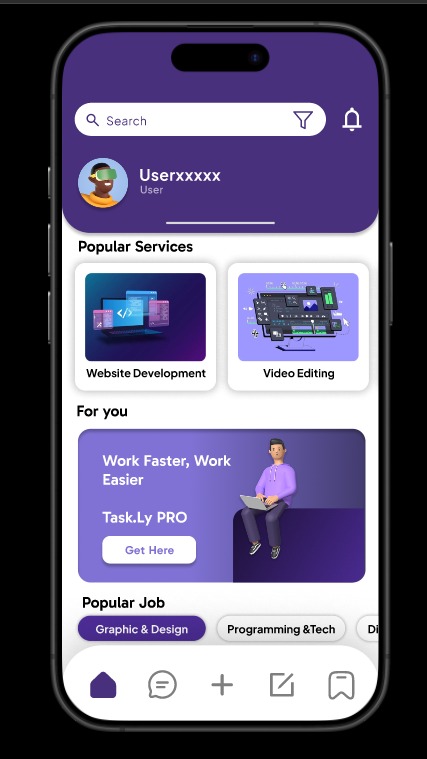 Search
Userxxxxx
User
Popular Services
</>
Website Development
Video Editing
For you
Work Faster, Work
Easier
Task.Ly PRO
Get Here
Popular Job
Graphic & Design
Programming &Tech
Di